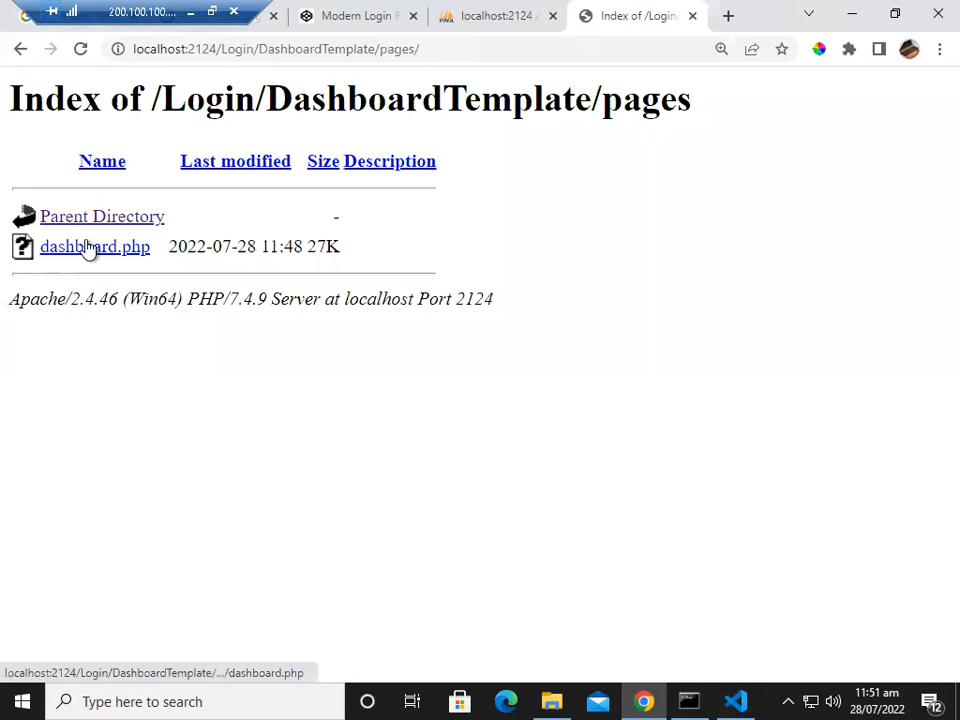 200.100.100....
Modern Login F
localhost:2124 /
Index of /Login/
localhost:2124/Login/DashboardTemplate/pages/
Index of /Login/DashboardTemplate/pages
Name Last modified Size Description
Parent Directory -
dashboard.php 2022-07-28 11:48 27K
Apache/2.4.46 (Win64) PHP/7.4.9 Server at localhost Port 2124
localhost:2124/Login/DashboardTemplate/.../dashboard.php
Type here to search
11:51 am
28/07/2022
12